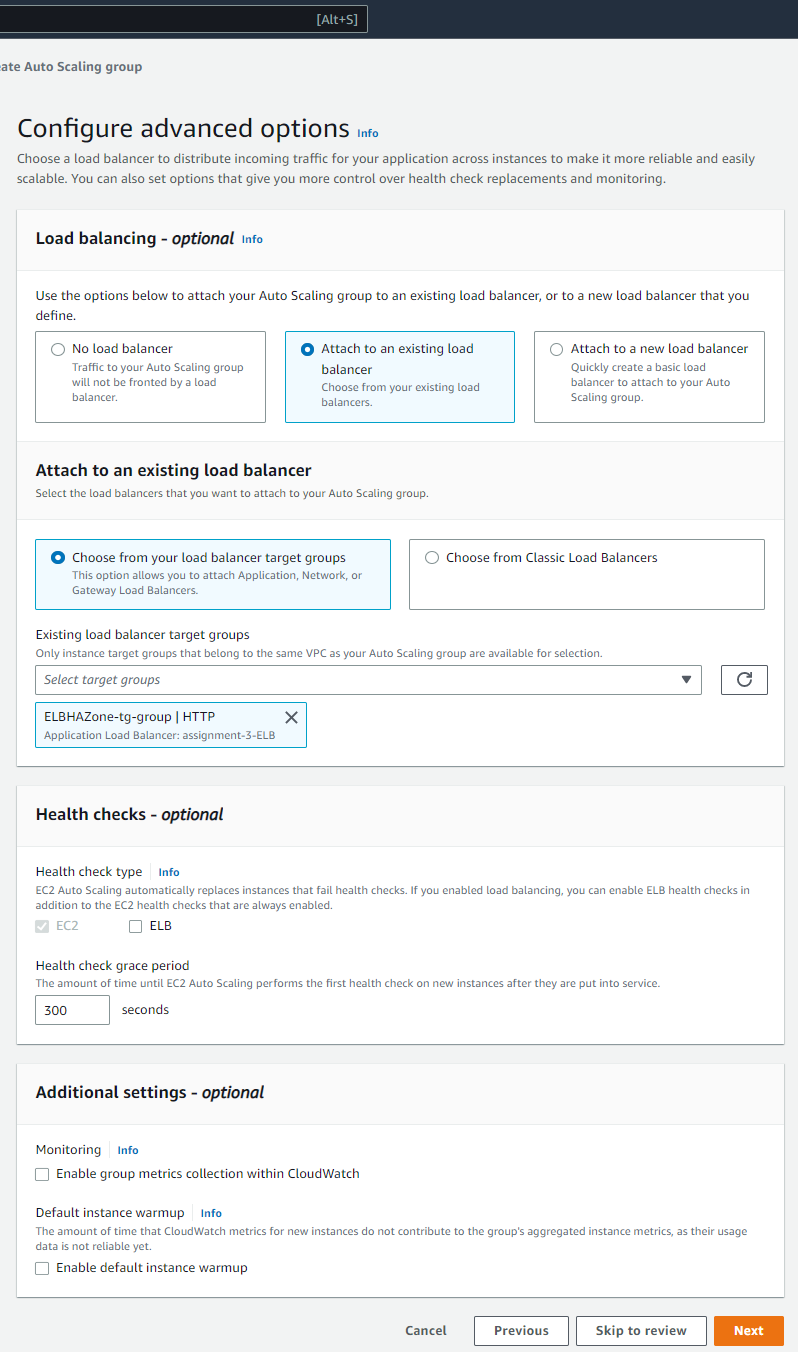 [Alt+S]
ate Auto Scaling group
Configure advanced options Info
Choose a load balancer to distribute incoming traffic for your application across instances to make it more reliable and easily
scalable. You can also set options that give you more control over health check replacements and monitoring.
Load balancing - optional Info
Use the options below to attach your Auto Scaling group to an existing load balancer, or to a new load balancer that you
define.
No load balancer
Traffic to your Auto Scaling group
will not be fronted by a load
balancer.
Attach to an existing load
balancer
Choose from your existing load
balancers.
Attach to a new load balancer
Quickly create a basic load
balancer to attach to your Auto
Scaling group.
Attach to an existing load balancer
Select the load balancers that you want to attach to your Auto Scaling group.
Choose from your load balancer target groups
This option allows you to attach Application, Network, or
Gateway Load Balancers.
Choose from Classic Load Balancers
Existing load balancer target groups
Only instance target groups that belong to the same VPC as your Auto Scaling group are available for selection.
Select target groups
ELBHAZone-tg-group | HTTP
Application Load Balancer: assignment-3-ELB
Health checks - optional
Health check type Info
EC2 Auto Scaling automatically replaces instances that fail health checks. If you enabled load balancing, you can enable ELB health checks in
addition to the EC2 health checks that are always enabled.
EC2 ELB
Health check grace period
The amount of time until EC2 Auto Scaling performs the first health check on new instances after they are put into service.
300 seconds
Additional settings - optional
Monitoring Info
Enable group metrics collection within CloudWatch
Default instance warmup Info
The amount of time that CloudWatch metrics for new instances do not contribute to the group's aggregated instance metrics, as their usage
data is not reliable yet.
Enable default instance warmup
Cancel Previous Skip to review Next